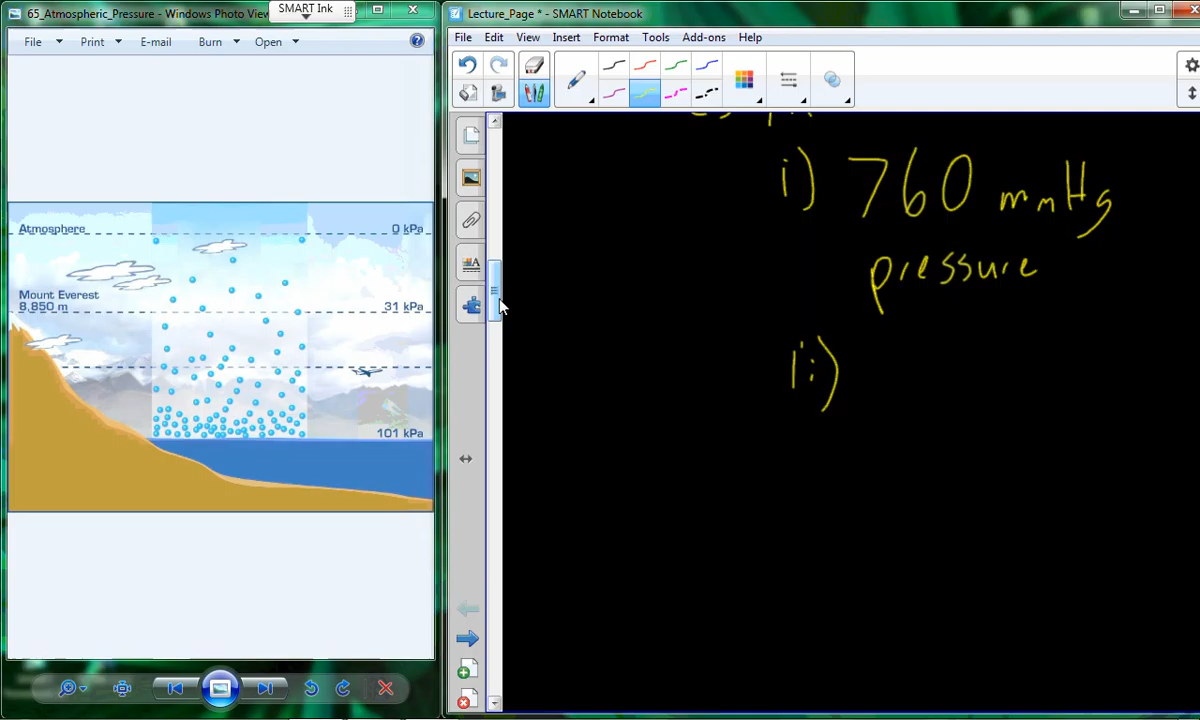 65_Atmospheric_Pressure - Windows Photo View
SMART Ink
File Print E-mail Burn Open
Atmosphere 0 kPa
Mount Everest
8,850 m 31 kPa
101 kPa
Lecture_Page * - SMART Notebook
File Edit View Insert Format Tools Add-ons Help
i) 760 mmHg
pressure
ii)